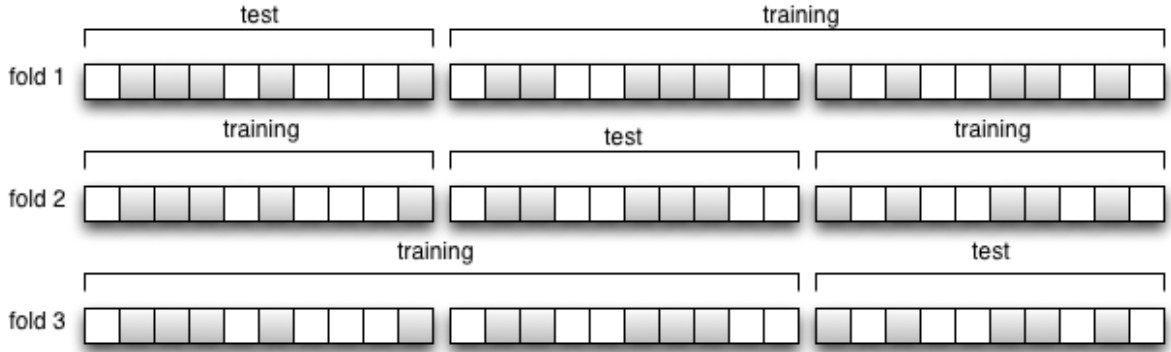 test training
fold 1
training test training
fold 2
training test
fold 3